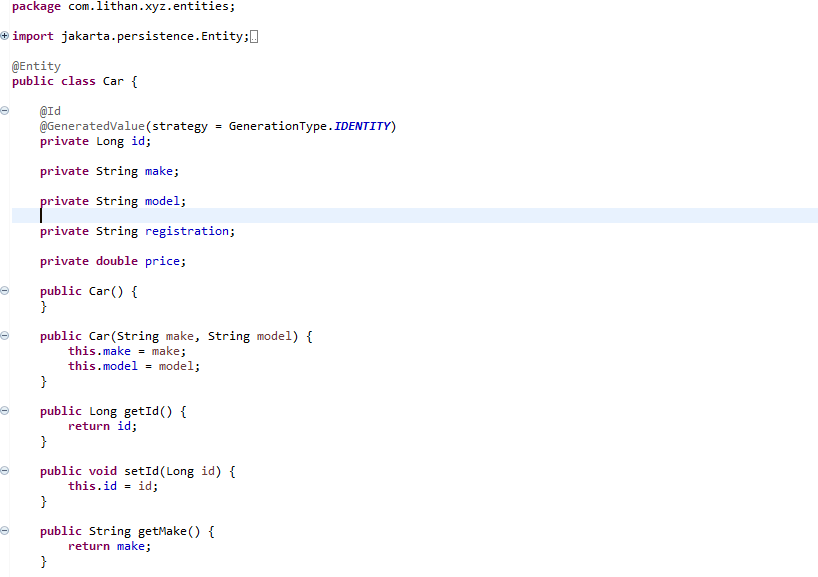 package com.lithan.xyz.entities;
import jakarta.persistence.Entity;
@Entity
public class Car {
@Id
@GeneratedValue(strategy = GenerationType.IDENTITY)
private Long id;
private String make;
private String model;
private String registration;
private double price;
public Car() {
}
public Car(String make, String model) {
this.make = make;
this.model = model;
}
public Long getId() {
return id;
}
public void setId(Long id) {
this.id = id;
}
public String getMake() {
return make;
}